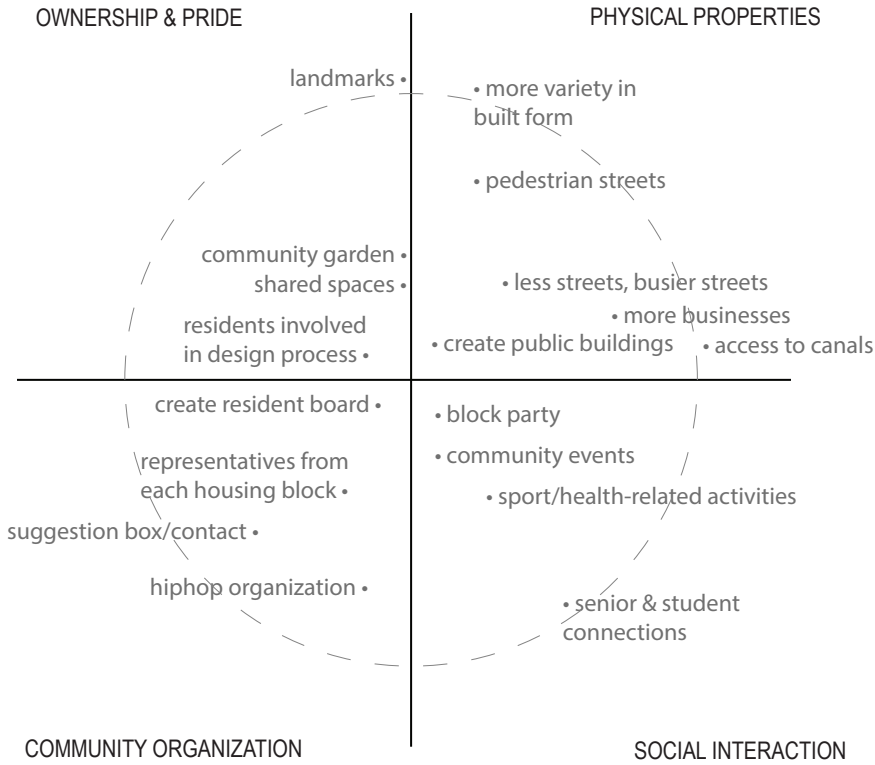 OWNERSHIP & PRIDE
PHYSICAL PROPERTIES
landmarks •
• more variety in
built form
• pedestrian streets
community garden •
shared spaces •
residents involved
in design process •
• less streets, busier streets
• more businesses
• create public buildings
• access to canals
create resident board •
representatives from
each housing block •
suggestion box/contact •
hiphop organization •
• block party
• community events
• sport/health-related activities
• senior & student
connections
COMMUNITY ORGANIZATION
SOCIAL INTERACTION